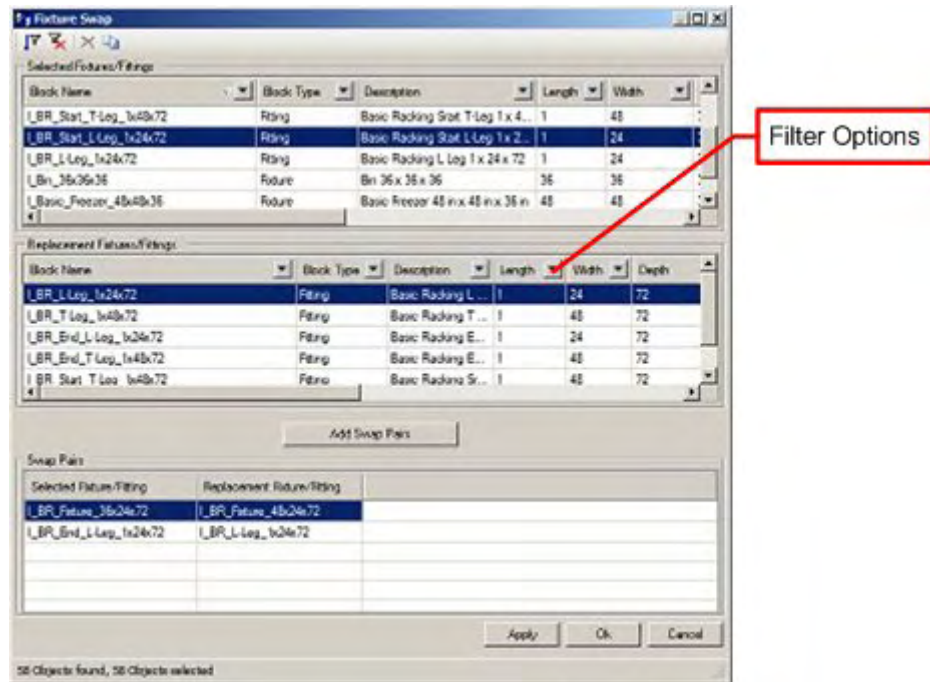 Fixture Swap
Selected Fixtures/Fittings
Block Name Block Type Description Length Width
I_BR_Start_T-Leg_1x48x72 Fitting Basic Racking Start T-Leg 1 x 4... 1 48
I_BR_Start_L-Leg_1x24x72 Fitting Basic Racking Start L-Leg 1 x 2... 1 24
I_BR_L-Leg_1x24x72 Fitting Basic Racking L Leg 1 x 24 x 72 1 24
I_Bin_36x36x36 Fixture Bin 36 x 36 x 36 36 36
I_Basic_Freezer_48x48x36 Fixture Basic Freezer 48 in x 48 in x 36 in 48 48
Filter Options
Replacement Fixtures/Fittings
Block Name Block Type Description Length Width Depth
I_BR_L-Leg_1x24x72 Fitting Basic Racking L ... 1 24 72
I_BR_T-Leg_1x48x72 Fitting Basic Racking T ... 1 48 72
I_BR_End_L-Leg_1x24x72 Fitting Basic Racking E... 1 24 72
I_BR_End_T-Leg_1x48x72 Fitting Basic Racking E... 1 48 72
I_BR_Start_T-Leg_1x48x72 Fitting Basic Racking S... 1 48 72
Add Swap Pairs
Swap Pairs
Selected Fixture/Fitting Replacement Fixture/Fitting
I_BR_Fixture_36x24x72 I_BR_Fixture_48x24x72
I_BR_End_L-Leg_1x24x72 I_BR_L-Leg_1x24x72
Apply Ok Cancel
58 Objects found, 58 Objects selected